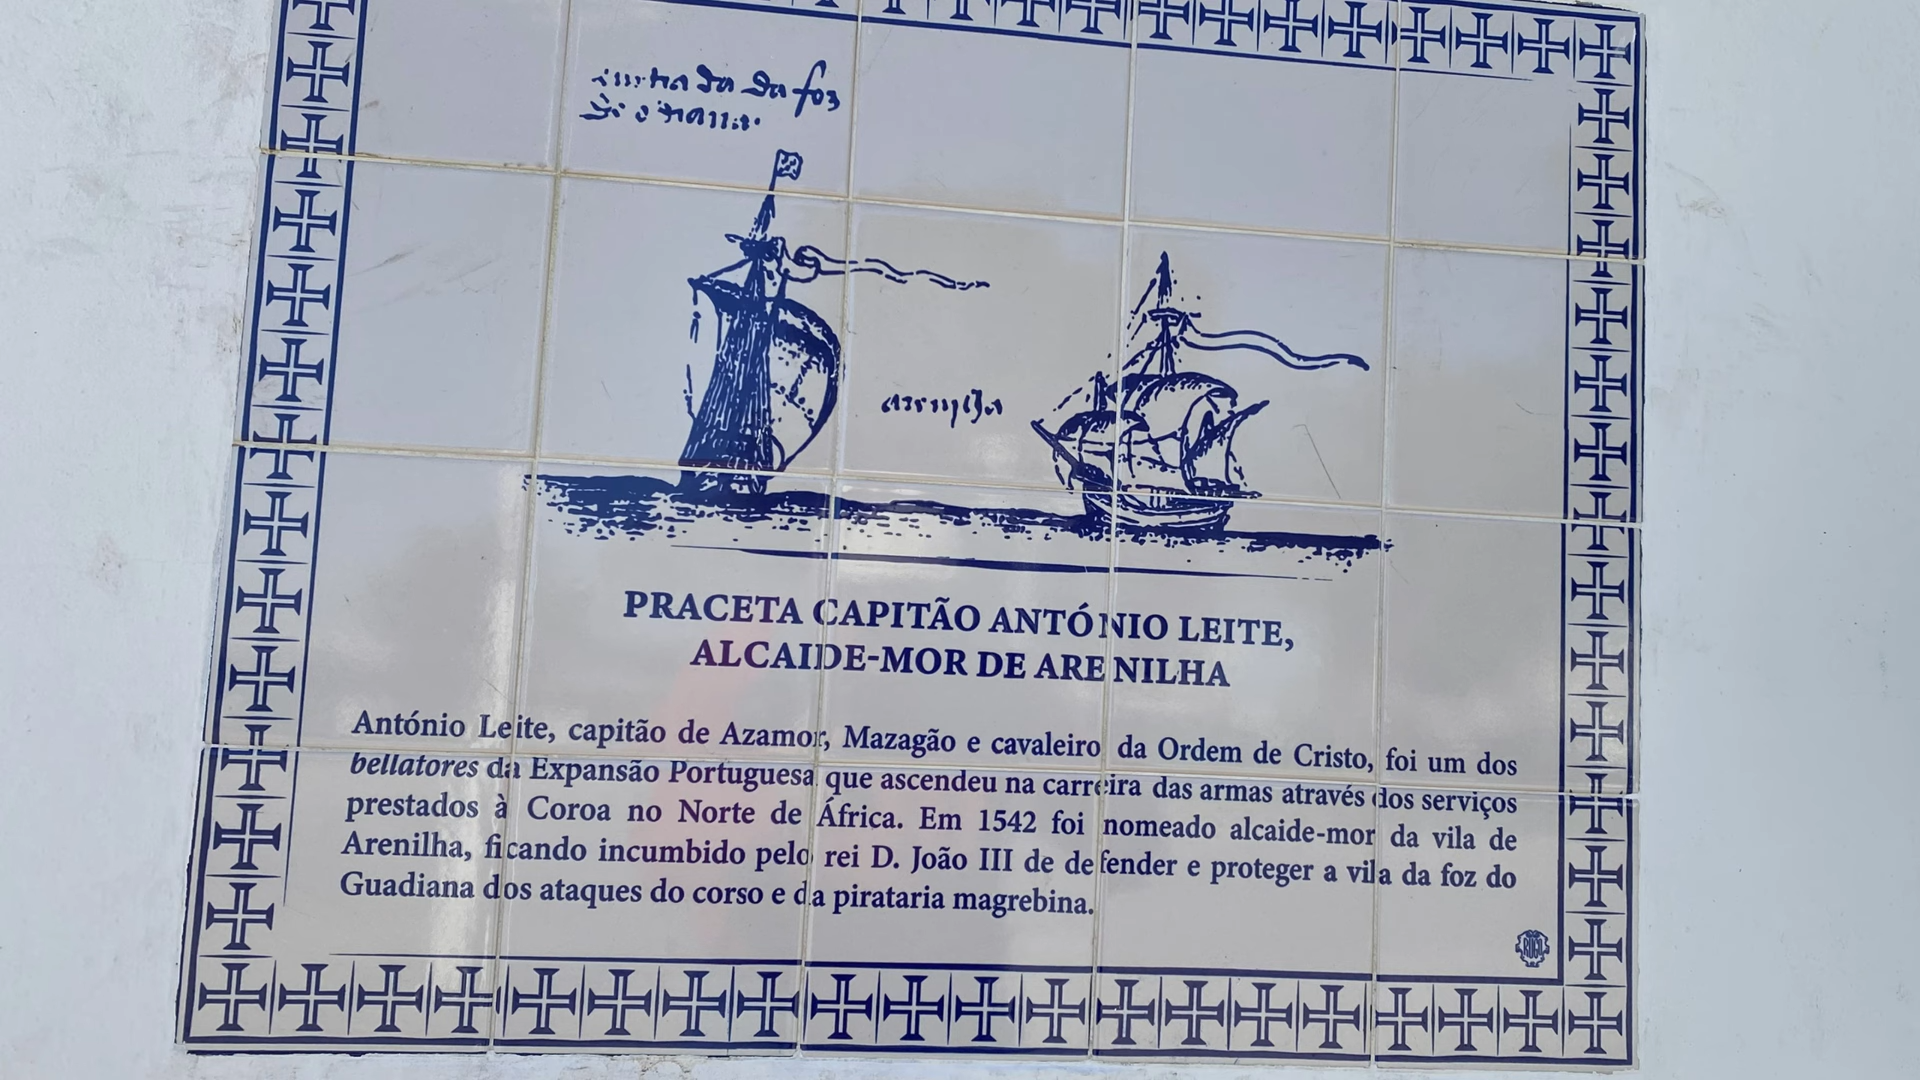 PRACETA CAPITÃO ANTÓNIO LEITE,
ALCAIDE-MOR DE ARENILHA
António Leite, capitão de Azamor, Mazagão e cavaleiro da Ordem de Cristo, foi um dos
bellatores da Expansão Portuguesa que ascendeu na carreira das armas através dos serviços
prestados à Coroa no Norte de África. Em 1542 foi nomeado alcaide-mor da vila de
Arenilha, ficando incumbido pelo rei D. João III de defender e proteger a vila da foz do
Guadiana dos ataques do corso e da pirataria magrebina.